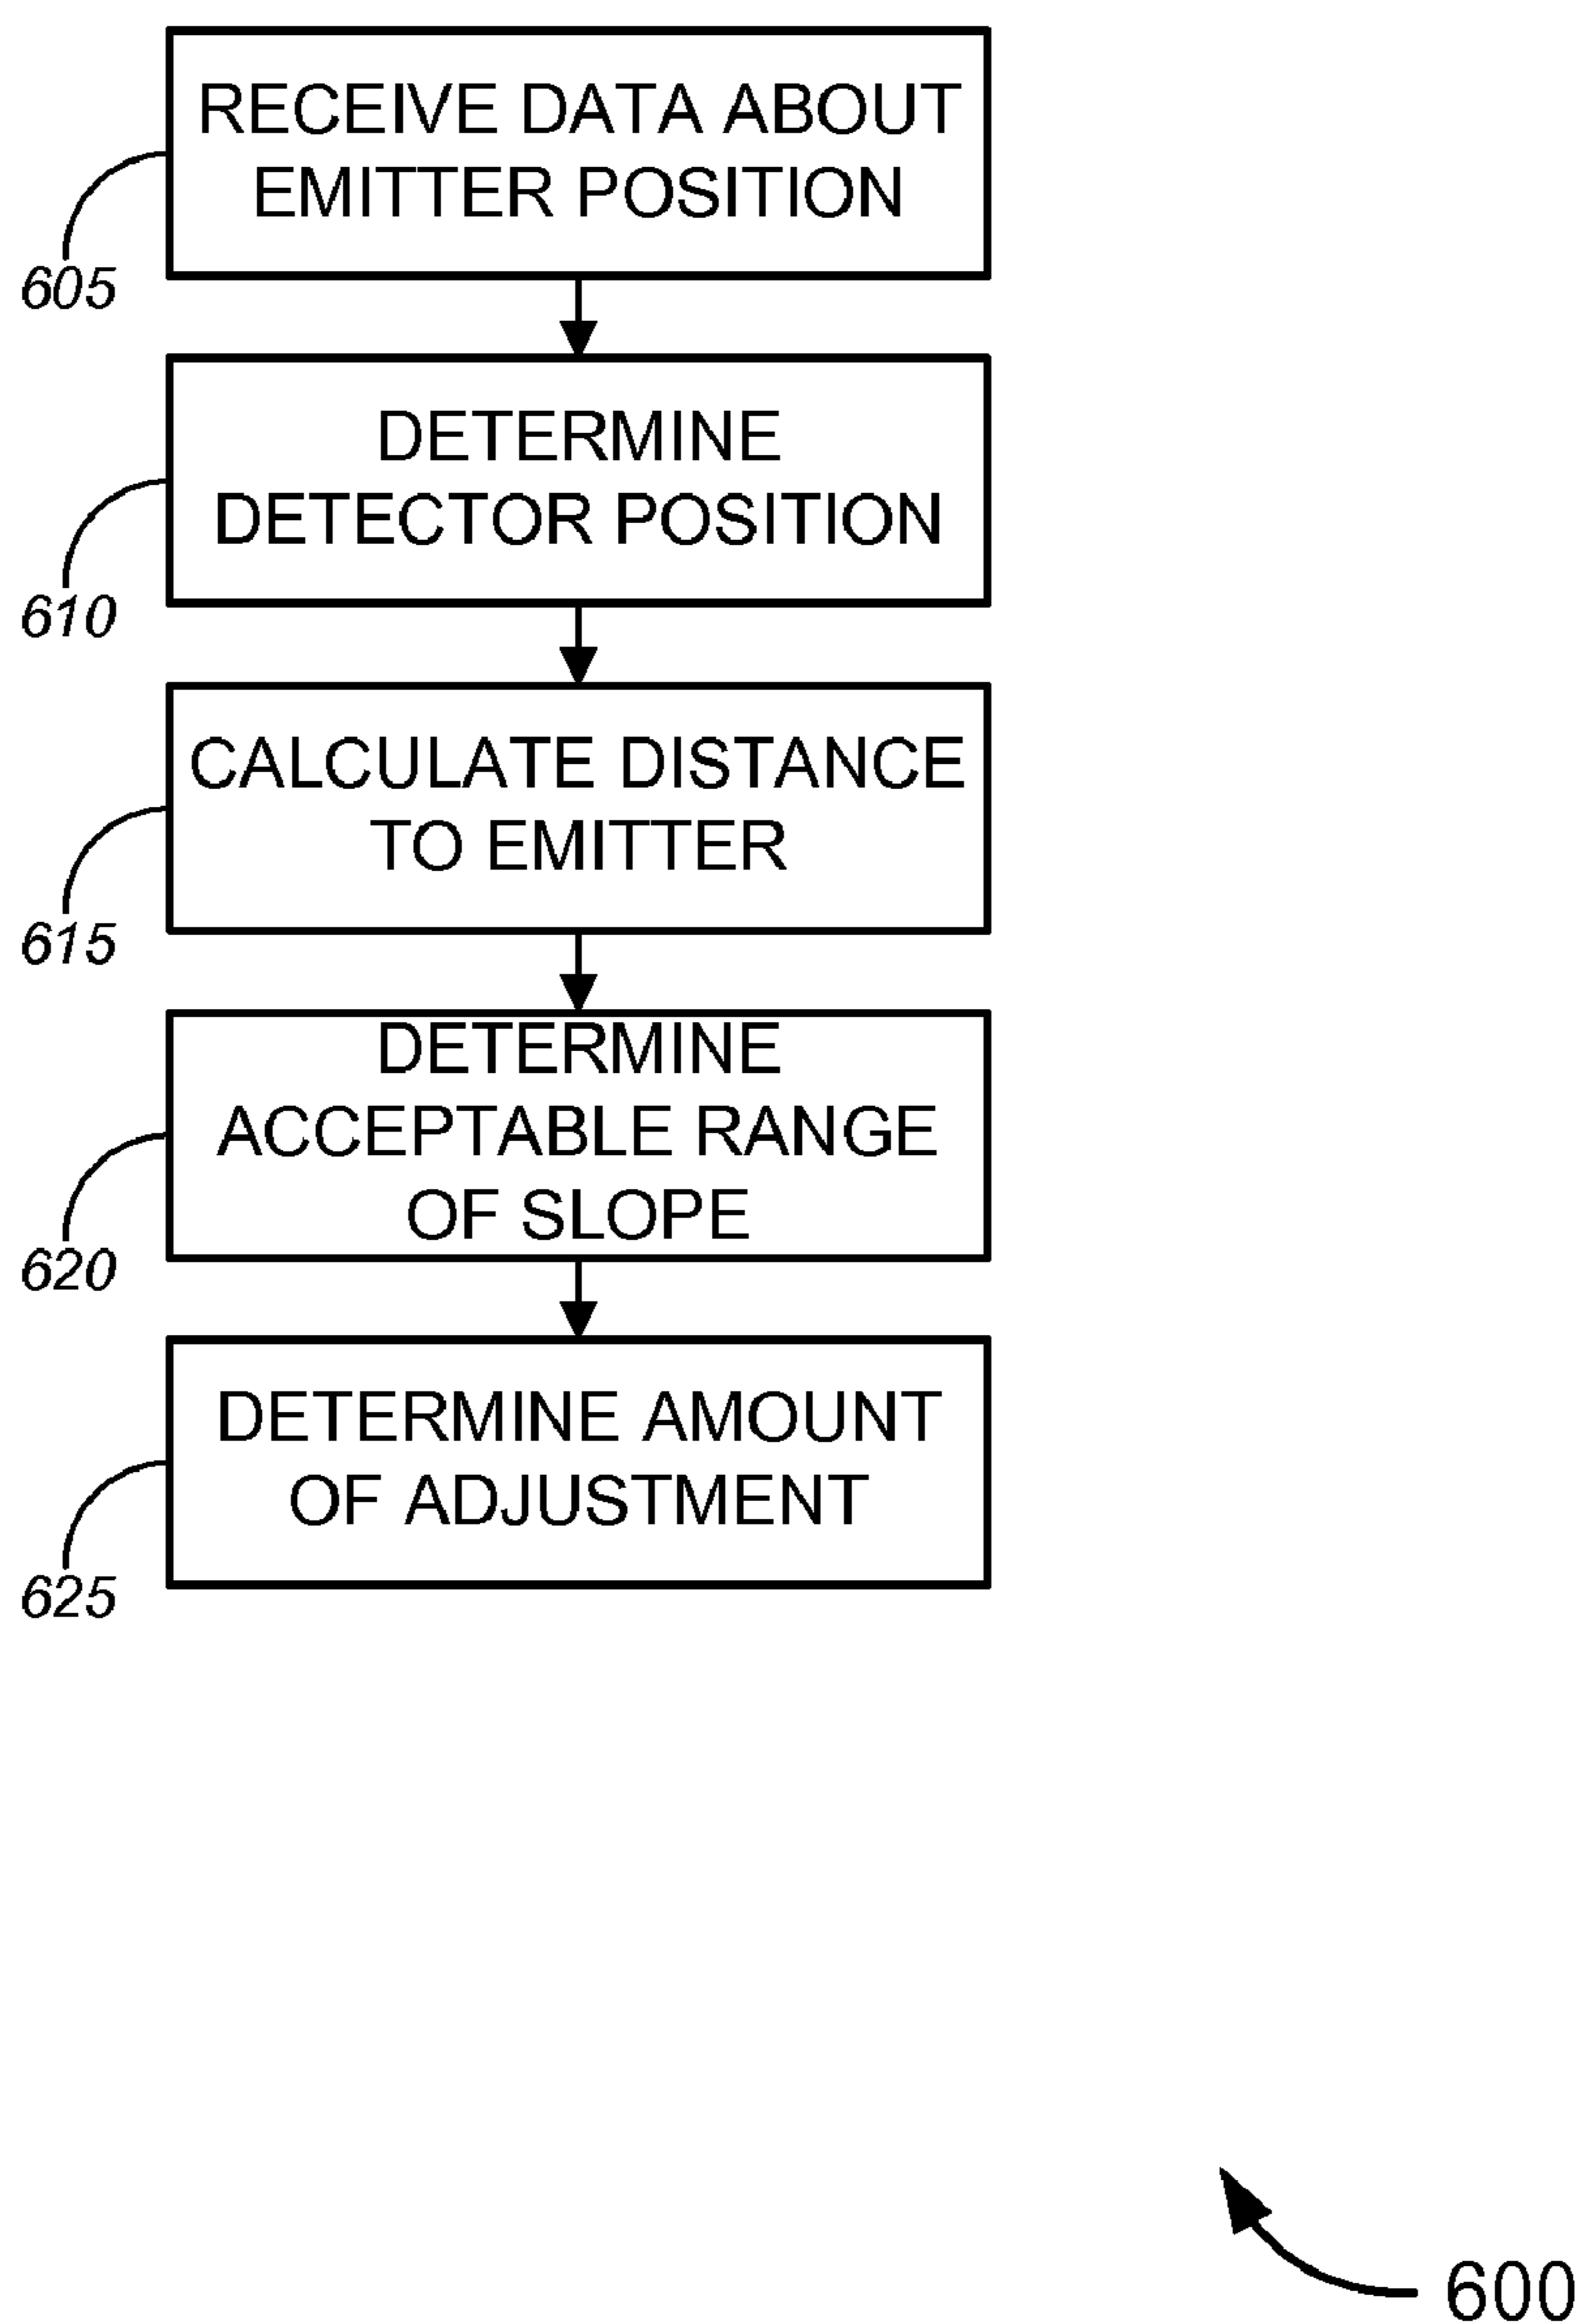 RECEIVE DATA ABOUT
EMITTER POSITION
605
DETERMINE
DETECTOR POSITION
610
CALCULATE DISTANCE
TO EMITTER
615
DETERMINE
ACCEPTABLE RANGE
OF SLOPE
620
DETERMINE AMOUNT
OF ADJUSTMENT
625
600